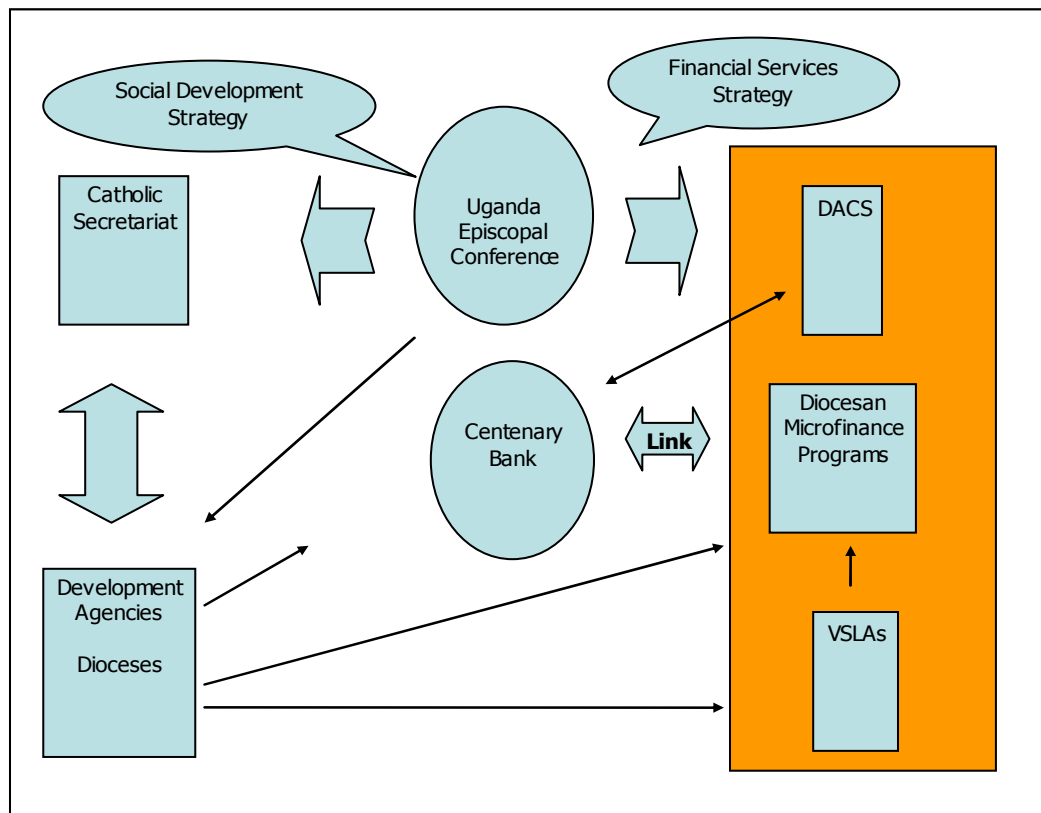 Social Development
Strategy
Financial Services
Strategy
Catholic
Secretariat
Uganda
Episcopal
Conference
DACS
Centenary
Bank
Link
Diocesan
Microfinance
Programs
Development
Agencies
Dioceses
VSLAs